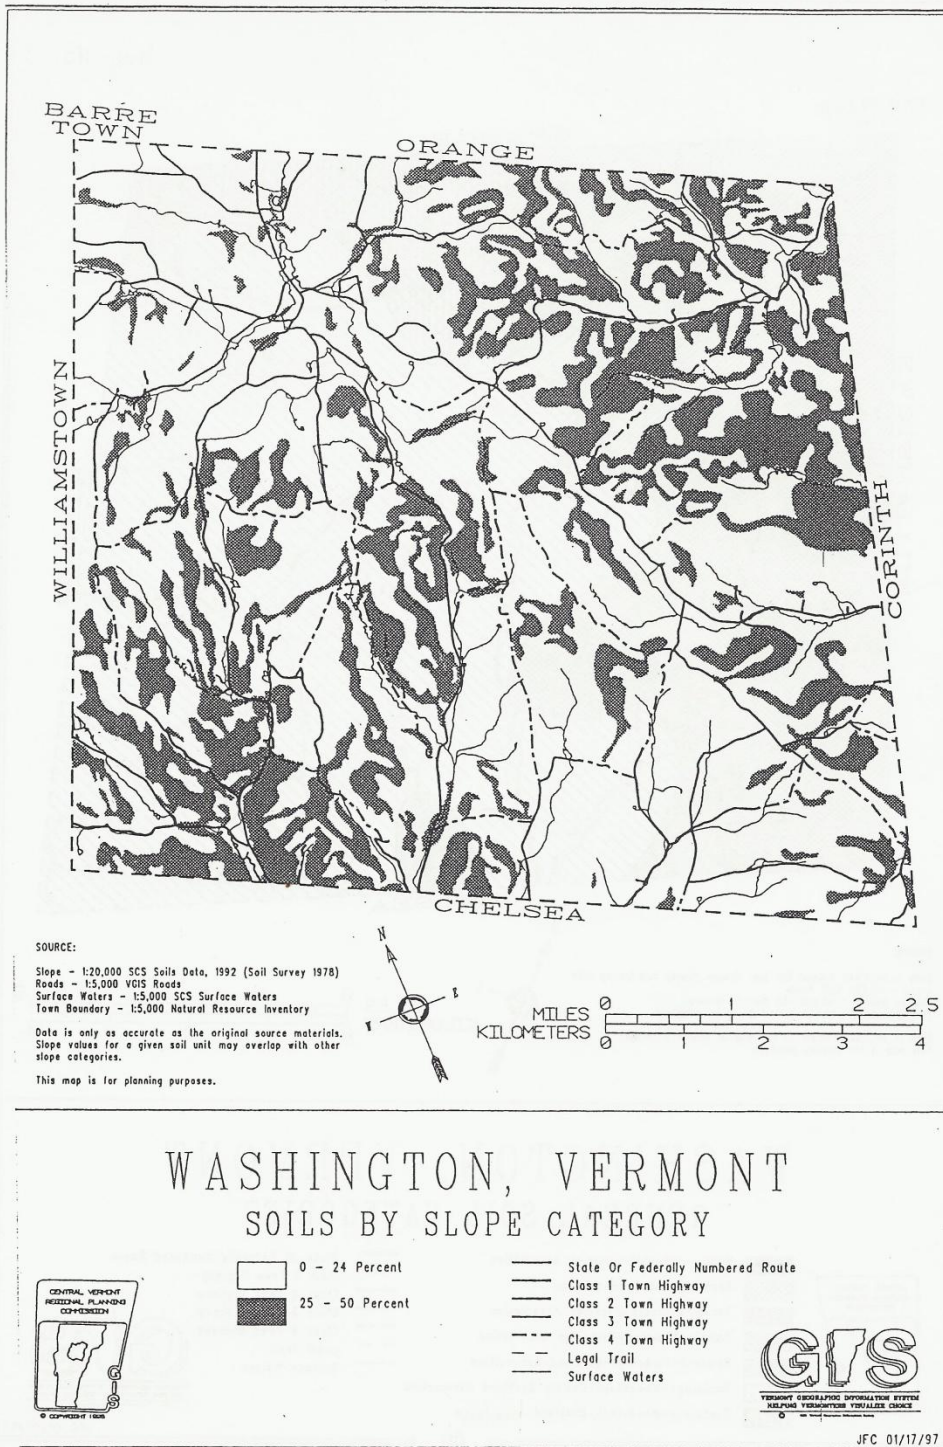 BARRE
TOWN
ORANGE
WILLIAMSTOWN
CORINTH
CHELSEA
SOURCE:
Slope - 1:20,000 SCS Soils Data, 1992 (Soil Survey 1978)
Roads - 1:5,000 VGIS Roads
Surface Waters - 1:5,000 SCS Surface Waters
Town Boundary - 1:5,000 Natural Resource Inventory
Data is only as accurate as the original source materials.
Slope values for a given soil unit may overlap with other
slope categories.
This map is for planning purposes.
N
E
MILES 0 1 2 2.5
KILOMETERS 0 1 2 3 4
WASHINGTON, VERMONT
SOILS BY SLOPE CATEGORY
0 - 24 Percent
25 - 50 Percent
State Or Federally Numbered Route
Class 1 Town Highway
Class 2 Town Highway
Class 3 Town Highway
Class 4 Town Highway
Legal Trail
Surface Waters
CENTRAL VERMONT
REGIONAL PLANNING
COMMISSION
GIS
© COPYRIGHT
GIS
VERMONT GEOGRAPHIC INFORMATION SYSTEM
HELPING VERMONTERS VISUALIZE CHOICE
JFC 01/17/97